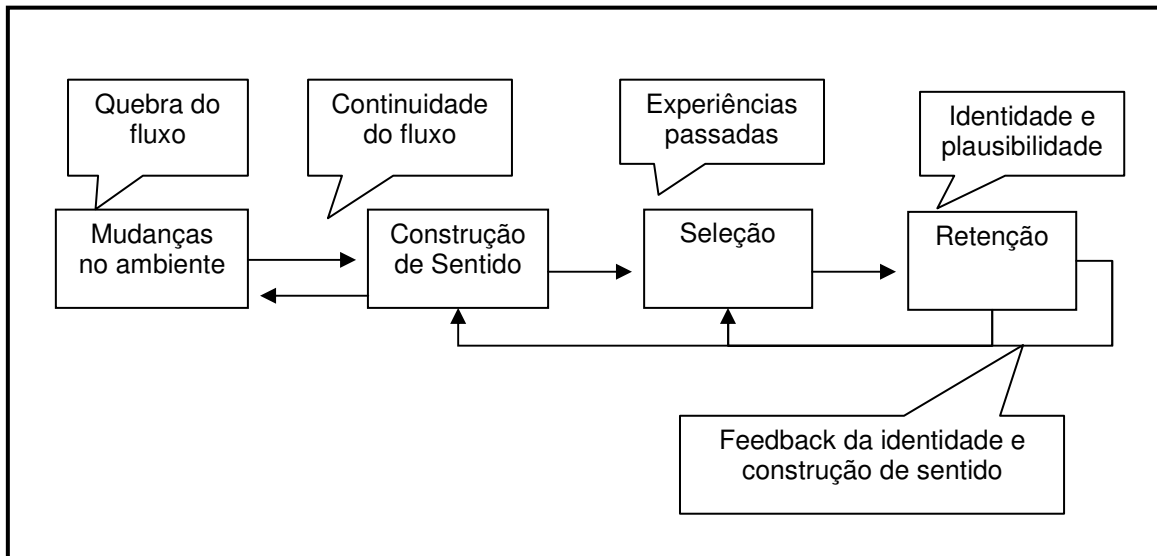 Quebra do
fluxo
Continuidade
do fluxo
Experiências
passadas
Identidade e
plausibilidade
Mudanças
no ambiente
Construção
de Sentido
Seleção
Retenção
Feedback da identidade e
construção de sentido